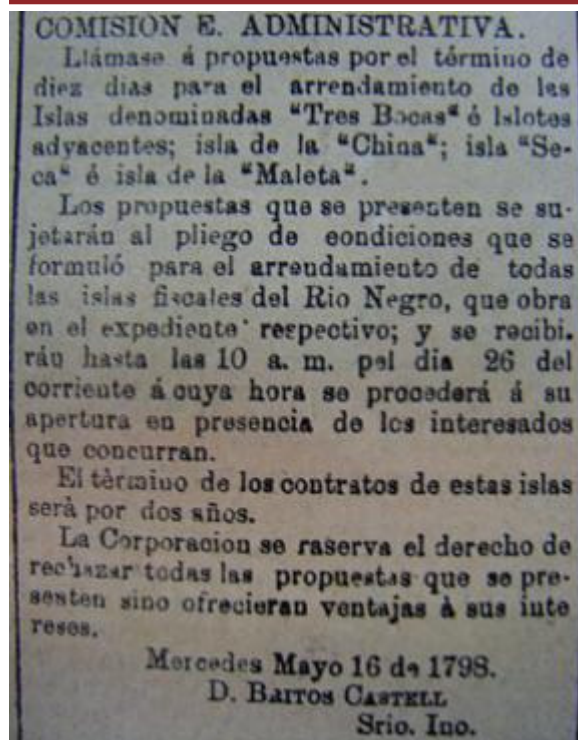 COMISION E. ADMINISTRATIVA.
Llámase á propuestas por el término de
diez dias para el arrendamiento de las
Islas denominadas "Tres Bocas" é Islotes
adyacentes; isla de la "China"; isla "Se-
ca" é isla de la "Maleta".
Los propuestas que se presenten se su-
jetarán al pliego de condiciones que se
formuló para el arrendamiento de todas
las islas fiscales del Rio Negro, que obra
en el expediente respectivo; y se recibi.
rán hasta las 10 a. m. pel dia 26 del
corriente á cuya hora se procederá á su
apertura en presencia de los interesados
que concurran.
El tèrmino de los contratos de estas islas
serà por dos años.
La Corporacion se raserva el derecho de
rechazar todas las propuestas que se pre-
senten sino ofrecieran ventajas à sus inte
reses.
Mercedes Mayo 16 de 1798.
D. Baitos Castell
Srio. Ino.